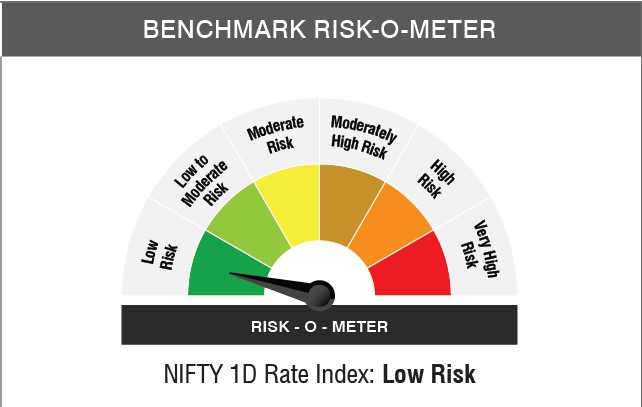 BENCHMARK RISK-O-METER
Low
Risk
Low to
Moderate
Risk
Moderate
Risk
Moderately
High Risk
High
Risk
Very High
Risk
RISK - O - METER
NIFTY 1D Rate Index: Low Risk